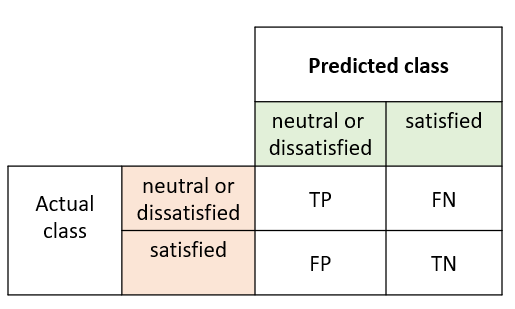 Predicted class
neutral or
dissatisfied
satisfied
Actual
class
neutral or
dissatisfied
TP
FN
satisfied
FP
TN